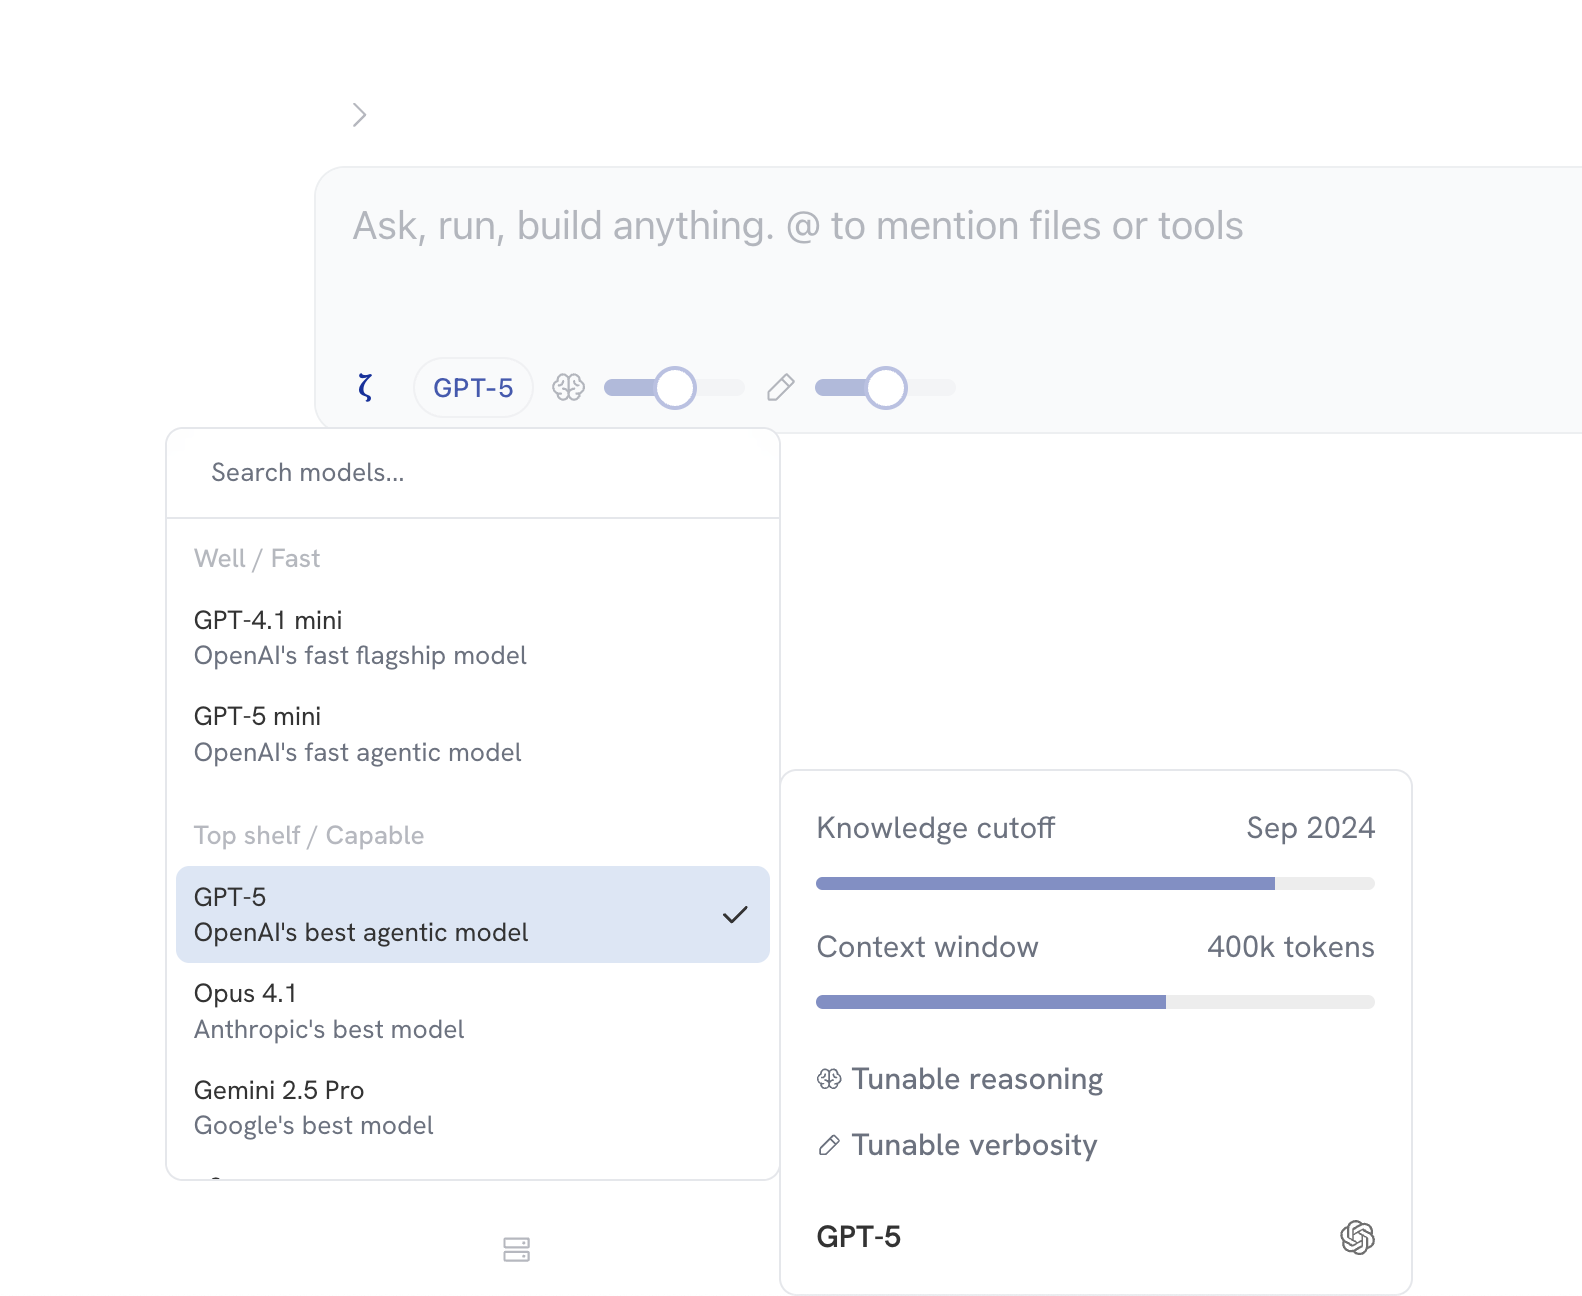 Ask, run, build anything. @ to mention files or tools
ζ GPT-5
Search models...
Well / Fast
GPT-4.1 mini
OpenAI's fast flagship model
GPT-5 mini
OpenAI's fast agentic model
Top shelf / Capable
GPT-5
OpenAI's best agentic model
Opus 4.1
Anthropic's best model
Gemini 2.5 Pro
Google's best model
Knowledge cutoff Sep 2024
Context window 400k tokens
Tunable reasoning
Tunable verbosity
GPT-5